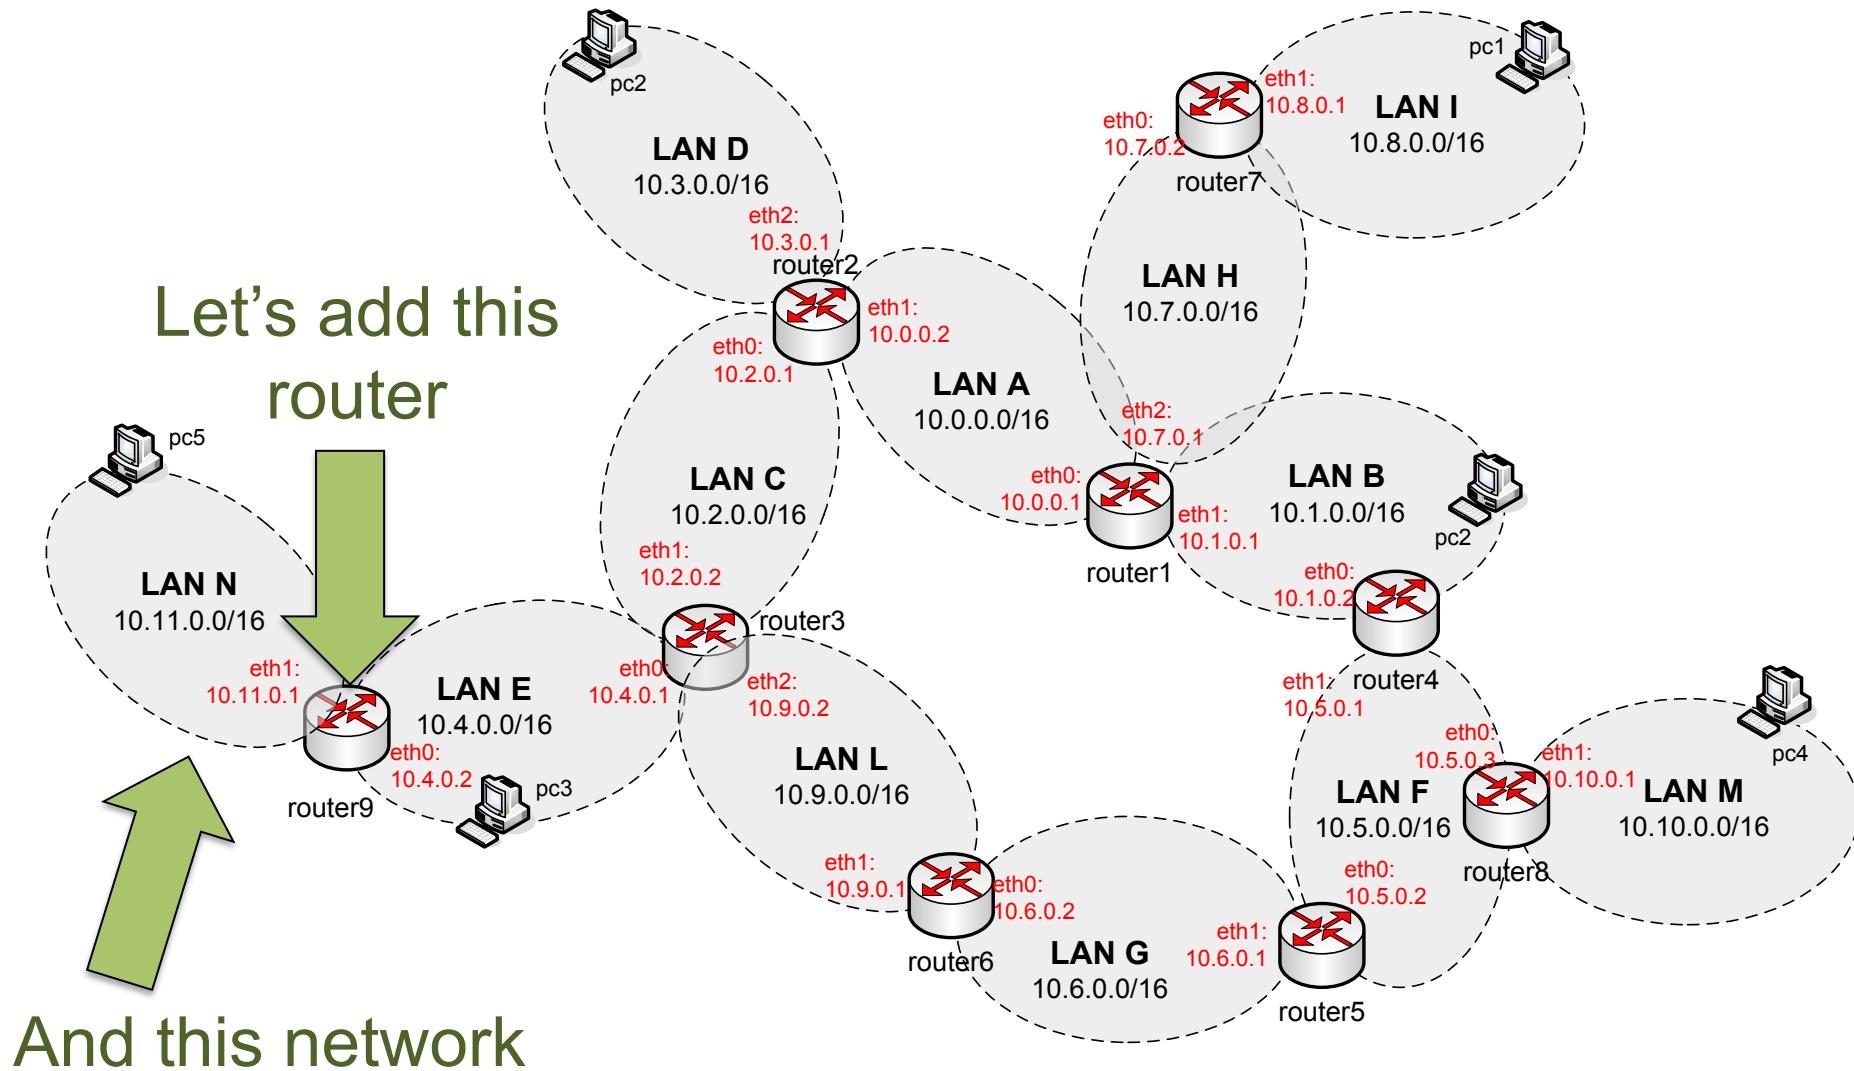 pc2
pc1
eth1:
10.8.0.1
LAN I
10.8.0.0/16
eth0:
10.7.0.2
router7
LAN D
10.3.0.0/16
eth2:
10.3.0.1
router2
LAN H
10.7.0.0/16
Let's add this
router
eth1:
10.0.0.2
eth0:
10.2.0.1
LAN A
10.0.0.0/16
eth2:
10.7.0.1
pc5
LAN C
10.2.0.0/16
eth0:
10.0.0.1
LAN B
10.1.0.0/16
eth1:
10.1.0.1
pc2
router1
eth1:
10.2.0.2
eth0:
10.1.0.2
LAN N
10.11.0.0/16
router3
eth1:
10.11.0.1
LAN E
10.4.0.0/16
eth0:
10.4.0.1
eth2:
10.9.0.2
router4
eth1:
10.5.0.1
eth0:
10.4.0.2
router9
pc3
LAN L
10.9.0.0/16
eth0:
10.5.0.3
eth1:
10.10.0.1
pc4
LAN F
10.5.0.0/16
LAN M
10.10.0.0/16
router8
eth1:
10.9.0.1
eth0:
10.6.0.2
router6
eth0:
10.5.0.2
eth1:
10.6.0.1
LAN G
10.6.0.0/16
router5
And this network